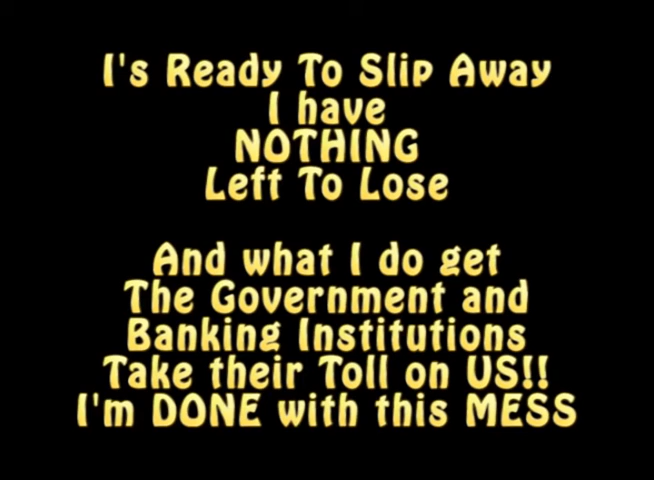 I's Ready To Slip Away
I have
NOTHING
Left To Lose
And what I do get
The Government and
Banking Institutions
Take their Toll on US!!
I'm DONE with this MESS